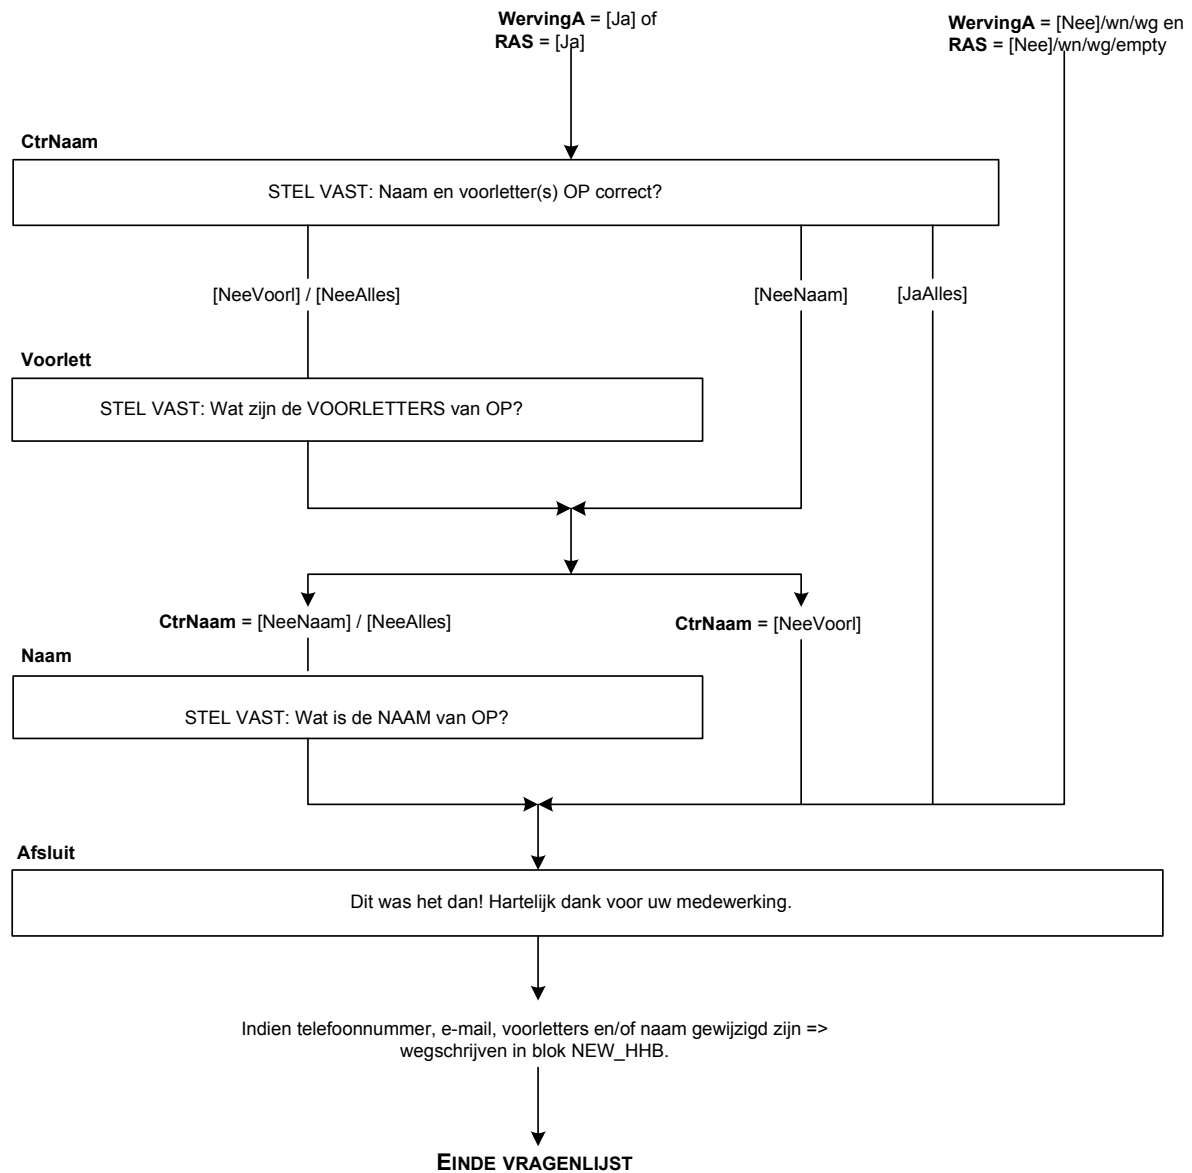 WervingA = [Ja] of
RAS = [Ja]
WervingA = [Nee]/wn/wg en
RAS = [Nee]/wn/wg/empty
CtrNaam
STEL VAST: Naam en voorletter(s) OP correct?
[NeeVoorl] / [NeeAlles]
[NeeNaam]
[JaAlles]
Voorlett
STEL VAST: Wat zijn de VOORLETTERS van OP?
CtrNaam = [NeeNaam] / [NeeAlles]
CtrNaam = [NeeVoorl]
Naam
STEL VAST: Wat is de NAAM van OP?
Afsluit
Dit was het dan! Hartelijk dank voor uw medewerking.
Indien telefoonnummer, e-mail, voorletters en/of naam gewijzigd zijn =>
wegschrijven in blok NEW_HHB.
EINDE VRAGENLIJST